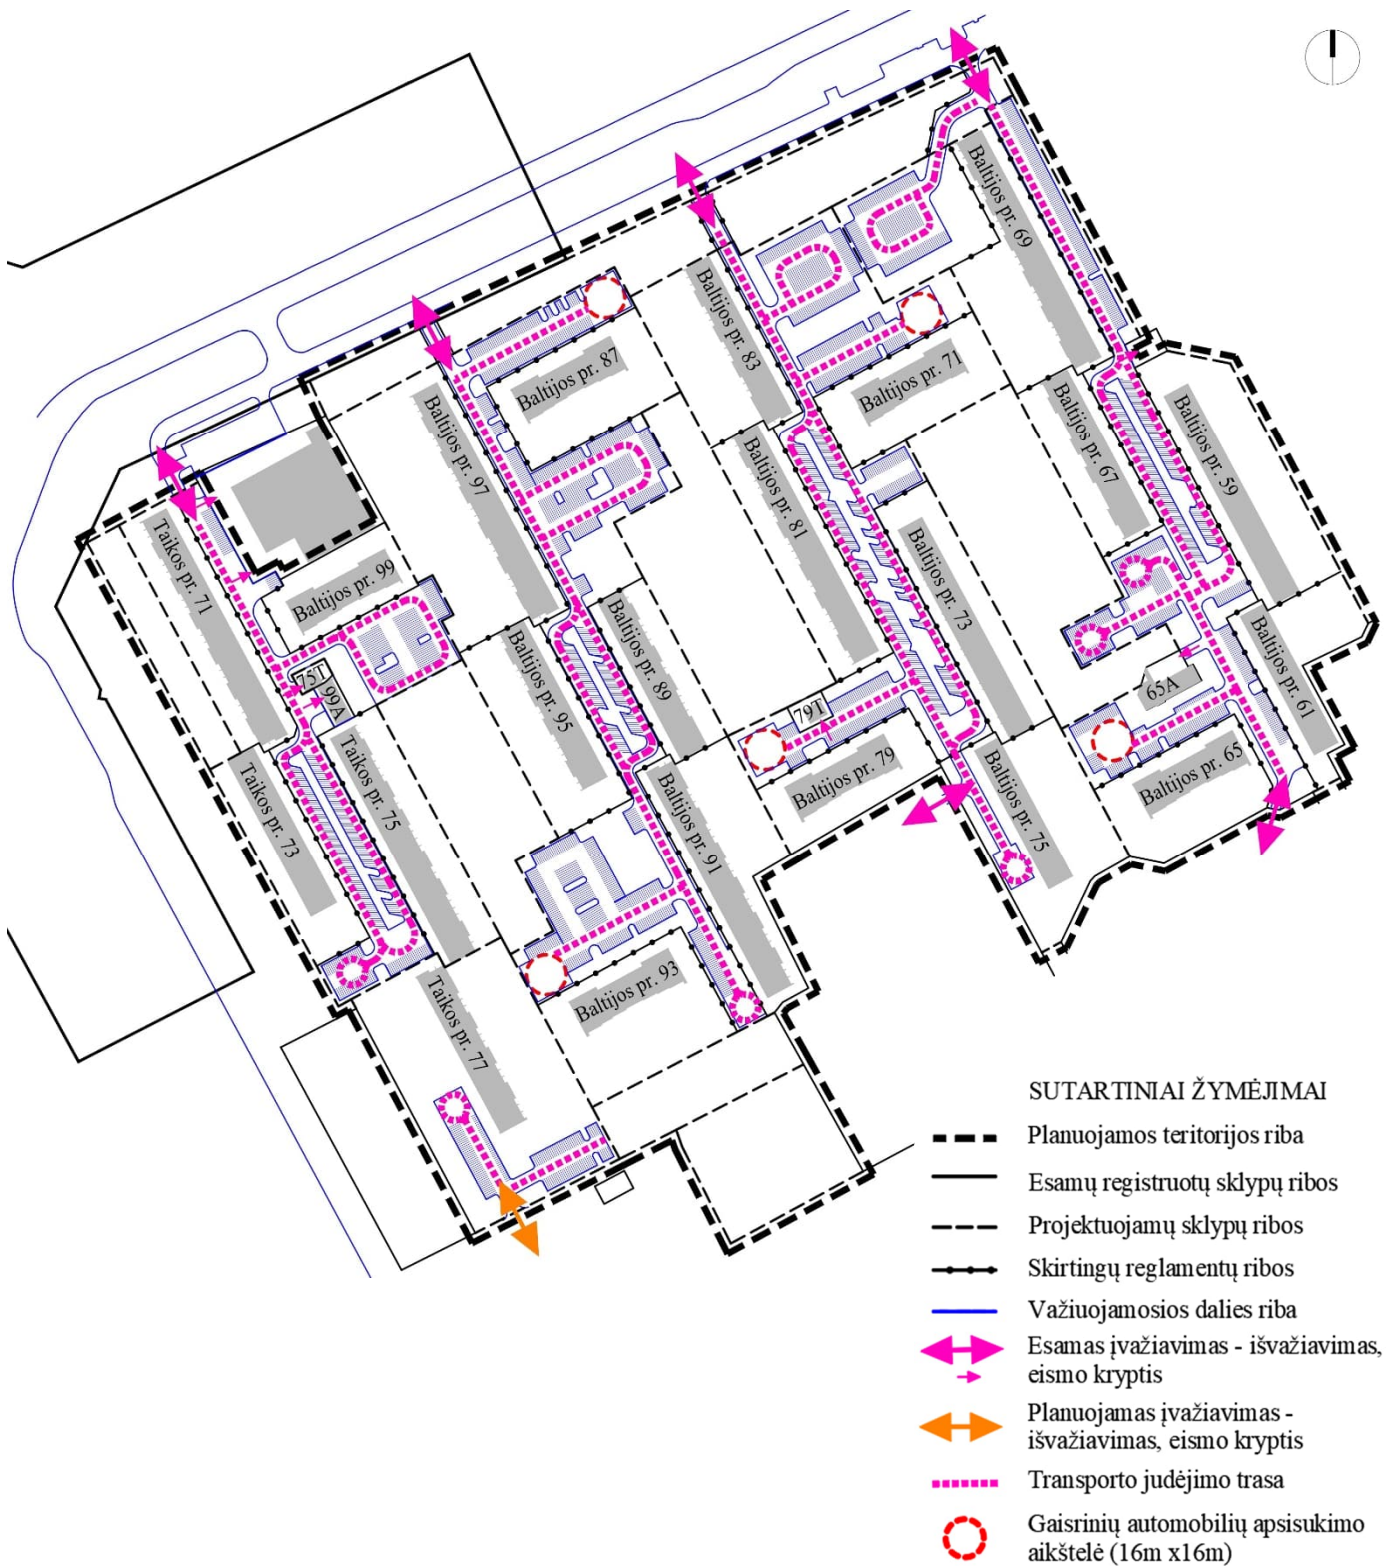 Baltijos pr. 69
Baltijos pr. 83
Baltijos pr. 71
Baltijos pr. 87
Baltijos pr. 97
Baltijos pr. 67
Baltijos pr. 59
Baltijos pr. 81
Baltijos pr. 73
Taikos pr. 71
Baltijos pr. 99
Baltijos pr. 89
Baltijos pr. 95
Baltijos pr. 61
65A
75T
99A
79T
Baltijos pr. 79
Baltijos pr. 65
Baltijos pr. 75
Taikos pr. 73
Taikos pr. 75
Baltijos pr. 91
Baltijos pr. 93
Taikos pr. 77
SUTARTINIAI ŽYMĖJIMAI
Planuojamos teritorijos riba
Esamų registruotų sklypų ribos
Projektuojamų sklypų ribos
Skirtingų reglamentų ribos
Važiuojamosios dalies riba
Esamas įvažiavimas - išvažiavimas,
eismo kryptis
Planuojamas įvažiavimas -
išvažiavimas, eismo kryptis
Transporto judėjimo trasa
Gaisrinių automobilių apsisukimo
aikštelė (16m x16m)